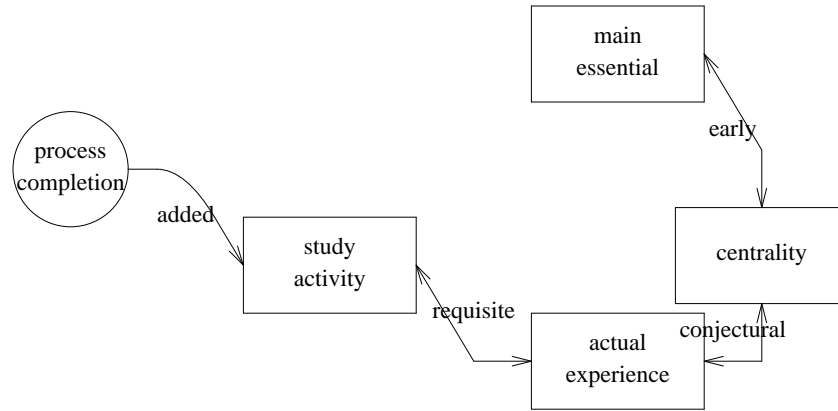 main
essential
early
process
completion
added
centrality
study
activity
requisite
conjectural
actual
experience